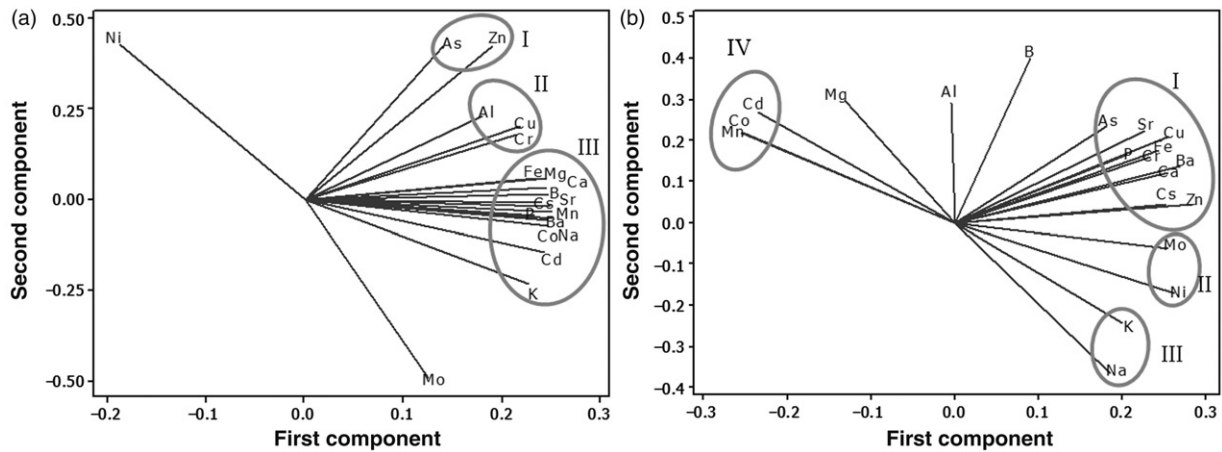 (a)
0.50
0.25
0.00
−0.25
−0.50
Second component
Ni
As
Zn
I
II
Al
Cu
Cr
III
Fe Mg
Ca
B
Cs Sr
P
Mn
Ba
Co Na
Cd
K
Mo
−0.2
−0.1
0.0
0.1
0.2
0.3
First component
(b)
0.5
0.4
0.3
0.2
0.1
0.0
−0.1
−0.2
−0.3
−0.4
Second component
IV
Cd
Co
Mn
Mg
Al
B
I
As
Sr
Cu
Fe
P
Cr
Ba
Ca
Cs
Zn
Mo
Ni
II
K
Na
III
−0.3
−0.2
−0.1
0.0
0.1
0.2
0.3
First component